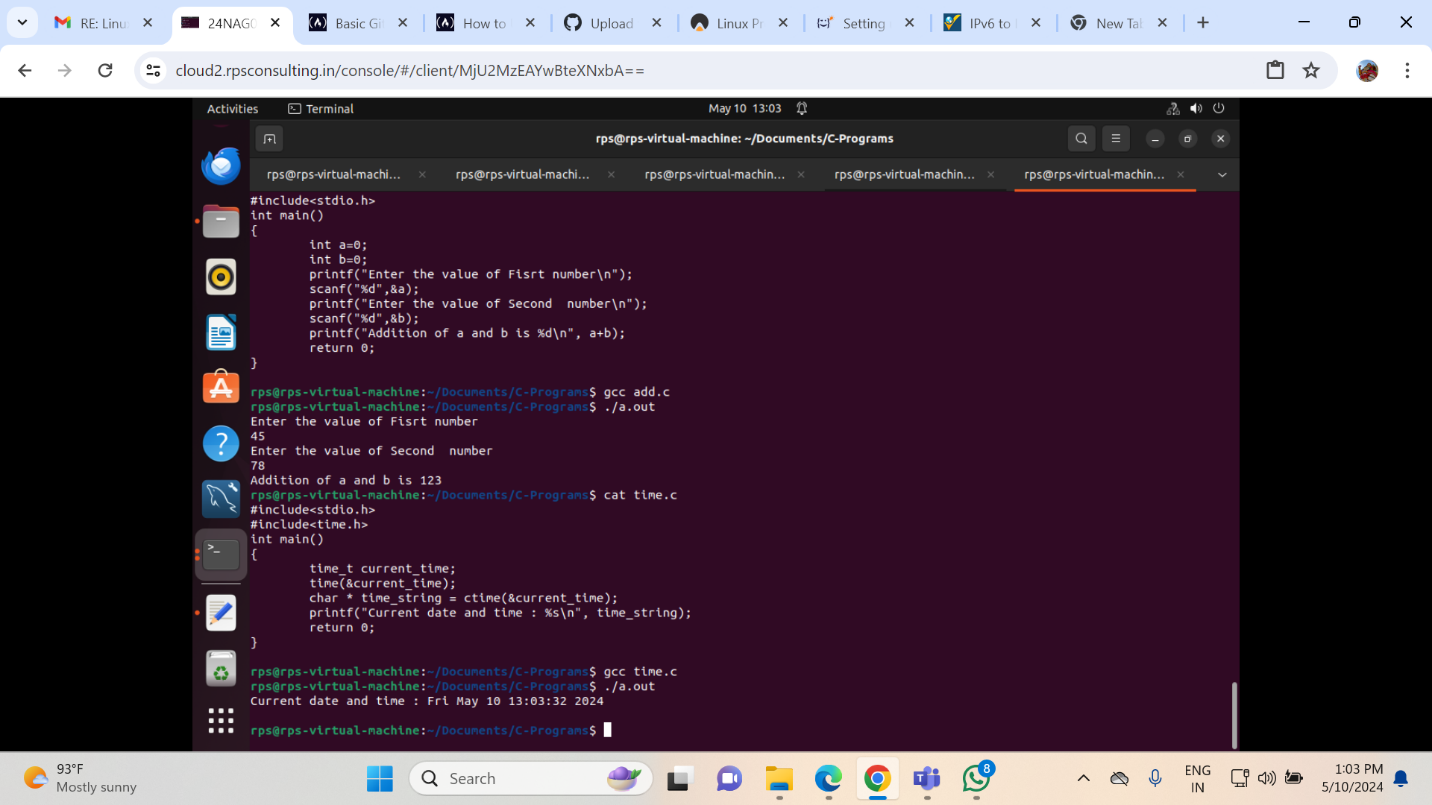 RE: Linu
24NAG
Basic Gi
How to
Upload
Linux Pr
Setting
IPv6 to
New Tab
cloud2.rpsconsulting.in/console/#/client/MjU2MzEAYwBteXNxbA==
Activities
Terminal
May 10 13:03
rps@rps-virtual-machine: ~/Documents/C-Programs
rps@rps-virtual-machi...
rps@rps-virtual-machi...
rps@rps-virtual-machin...
rps@rps-virtual-machin...
rps@rps-virtual-machin...
#include<stdio.h>
int main()
{
int a=0;
int b=0;
printf("Enter the value of Fisrt number\n");
scanf("%d",&a);
printf("Enter the value of Second  number\n");
scanf("%d",&b);
printf("Addition of a and b is %d\n", a+b);
return 0;
}
rps@rps-virtual-machine:~/Documents/C-Programs$ gcc add.c
rps@rps-virtual-machine:~/Documents/C-Programs$ ./a.out
Enter the value of Fisrt number
45
Enter the value of Second  number
78
Addition of a and b is 123
rps@rps-virtual-machine:~/Documents/C-Programs$ cat time.c
#include<stdio.h>
#include<time.h>
int main()
{
time_t current_time;
time(&current_time);
char * time_string = ctime(&current_time);
printf("Current date and time : %s\n", time_string);
return 0;
}
rps@rps-virtual-machine:~/Documents/C-Programs$ gcc time.c
rps@rps-virtual-machine:~/Documents/C-Programs$ ./a.out
Current date and time : Fri May 10 13:03:32 2024
rps@rps-virtual-machine:~/Documents/C-Programs$
93°F
Mostly sunny
Search
8
ENG
IN
1:03 PM
5/10/2024